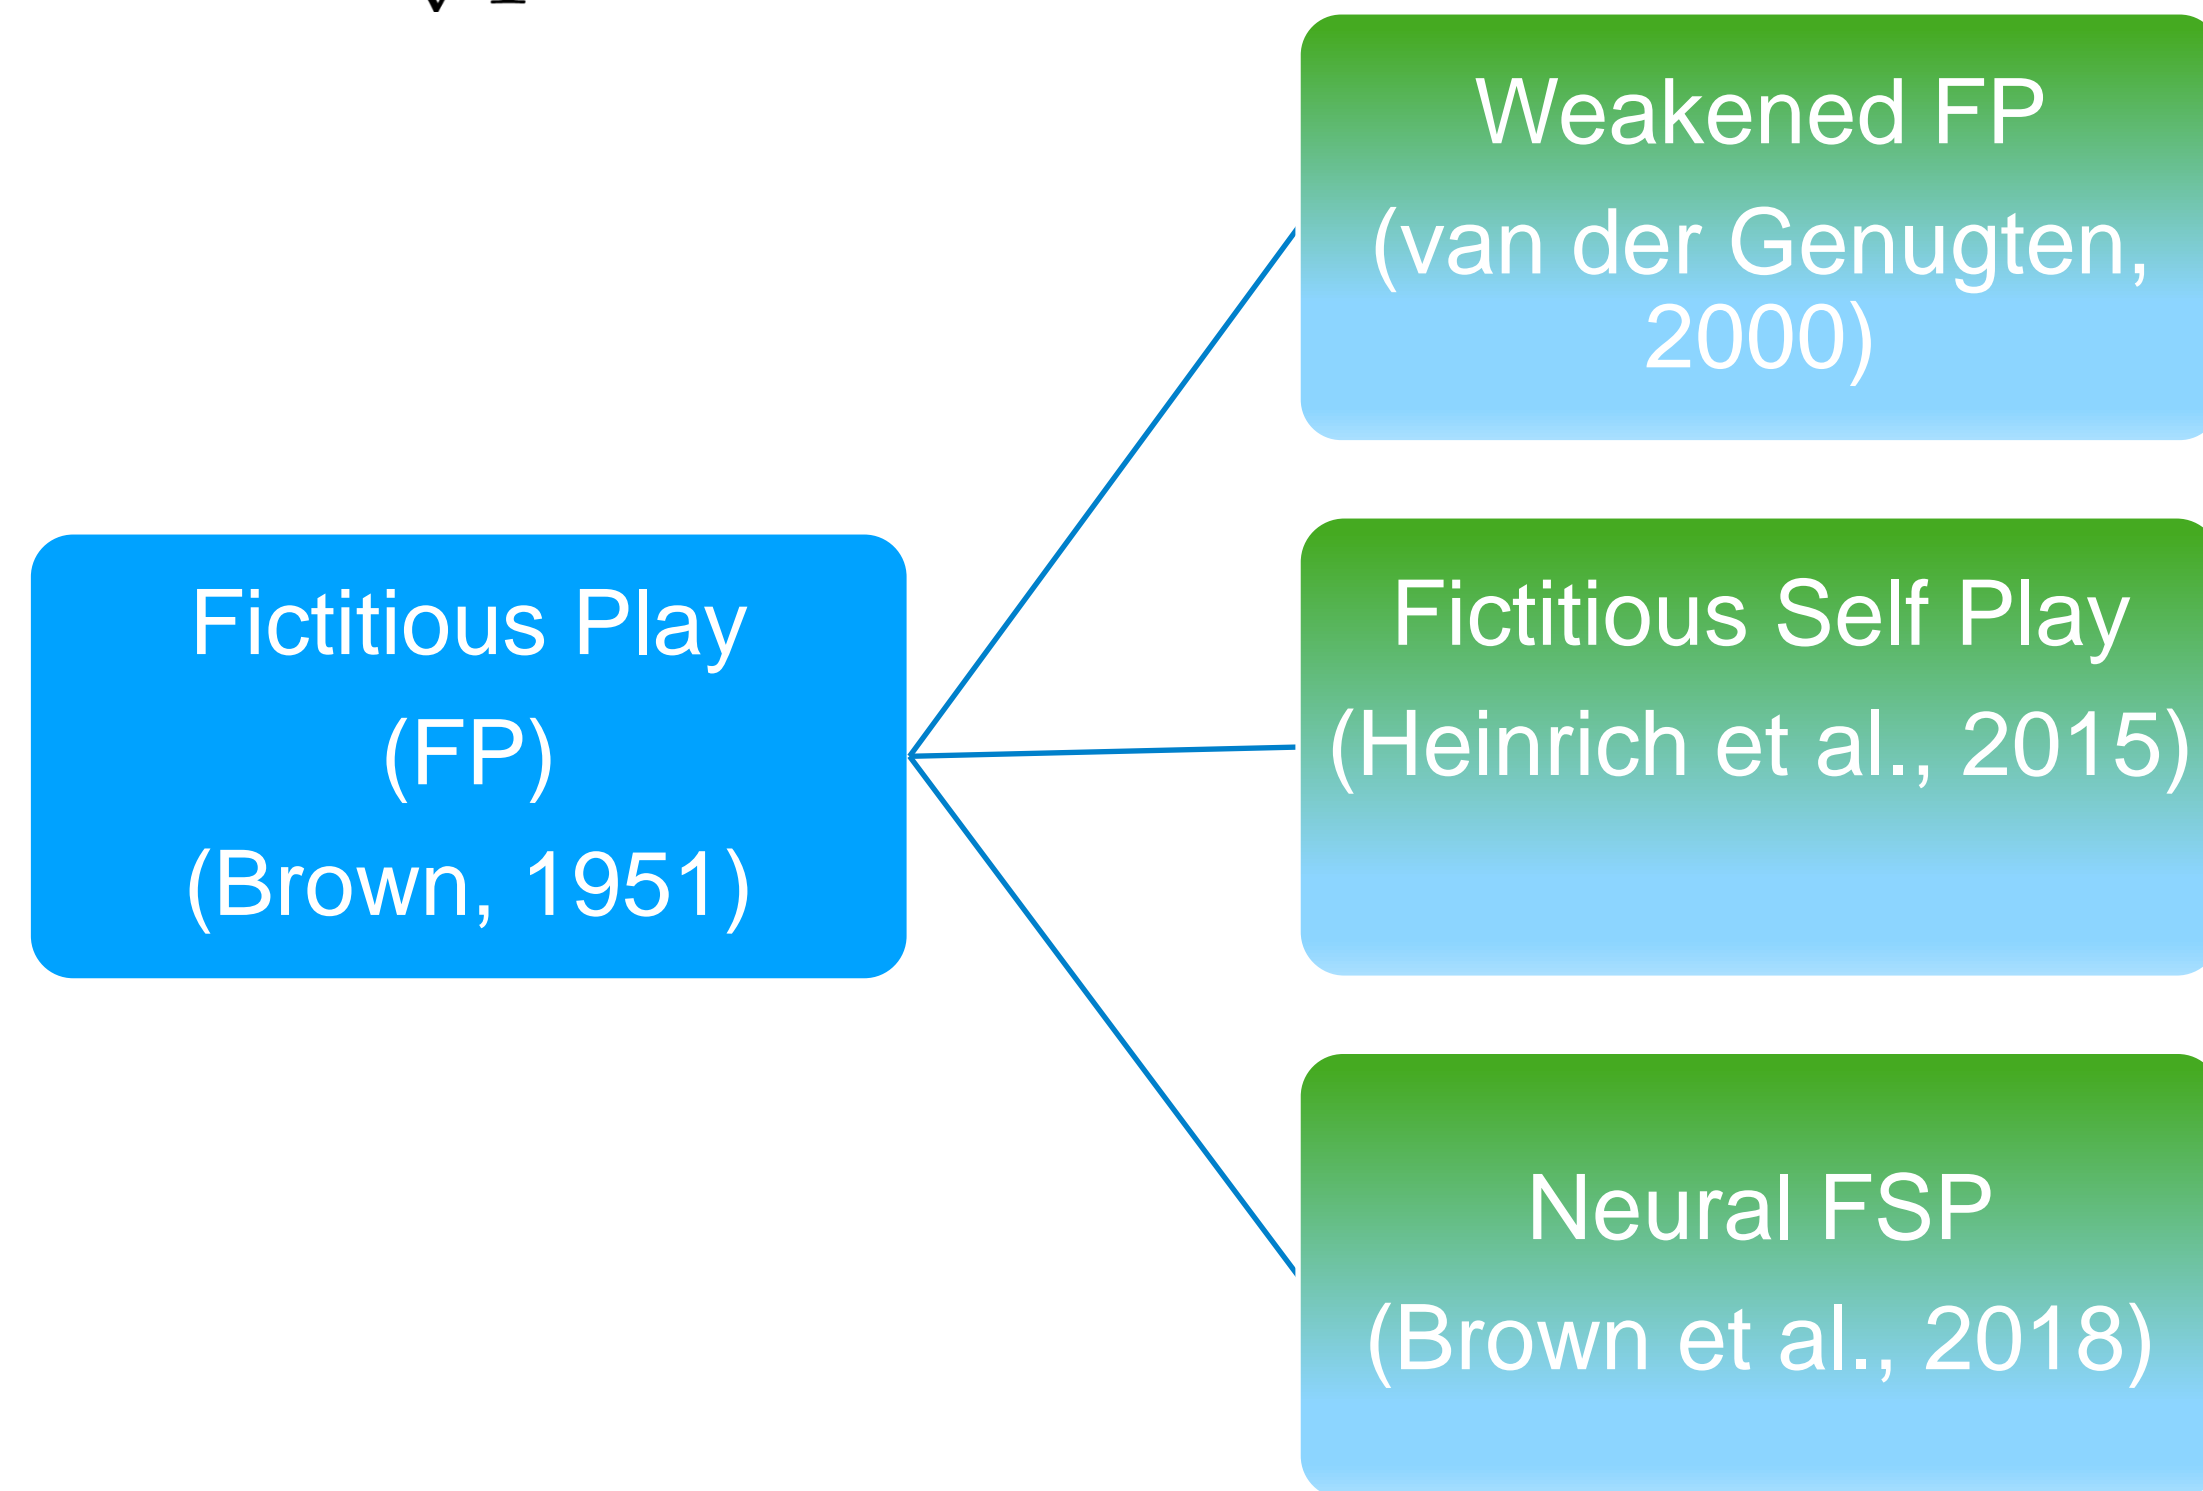 Fictitious Play
(FP)
(Brown, 1951)
Weakened FP
(van der Genugten,
2000)
Fictitious Self Play
(Heinrich et al., 2015)
Neural FSP
(Brown et al., 2018)